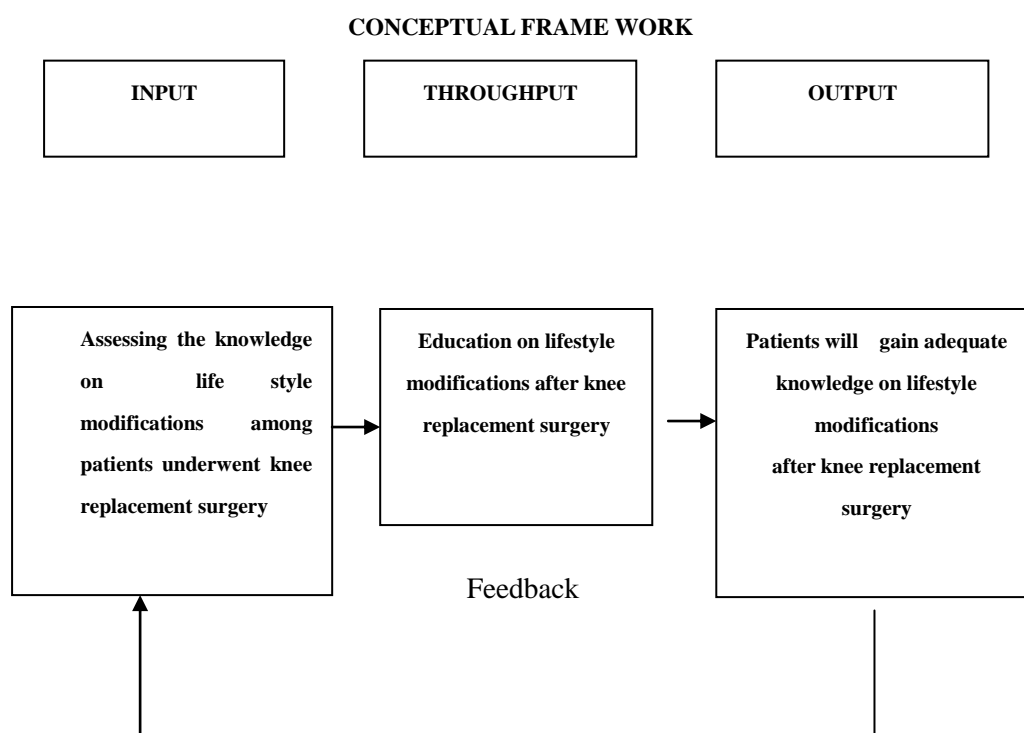 CONCEPTUAL FRAME WORK
INPUT
THROUGHPUT
OUTPUT
Assessing the knowledge
on life style
modifications among
patients underwent knee
replacement surgery
Education on lifestyle
modifications after knee
replacement surgery
Patients will gain adequate
knowledge on lifestyle
modifications
after knee replacement
surgery
Feedback